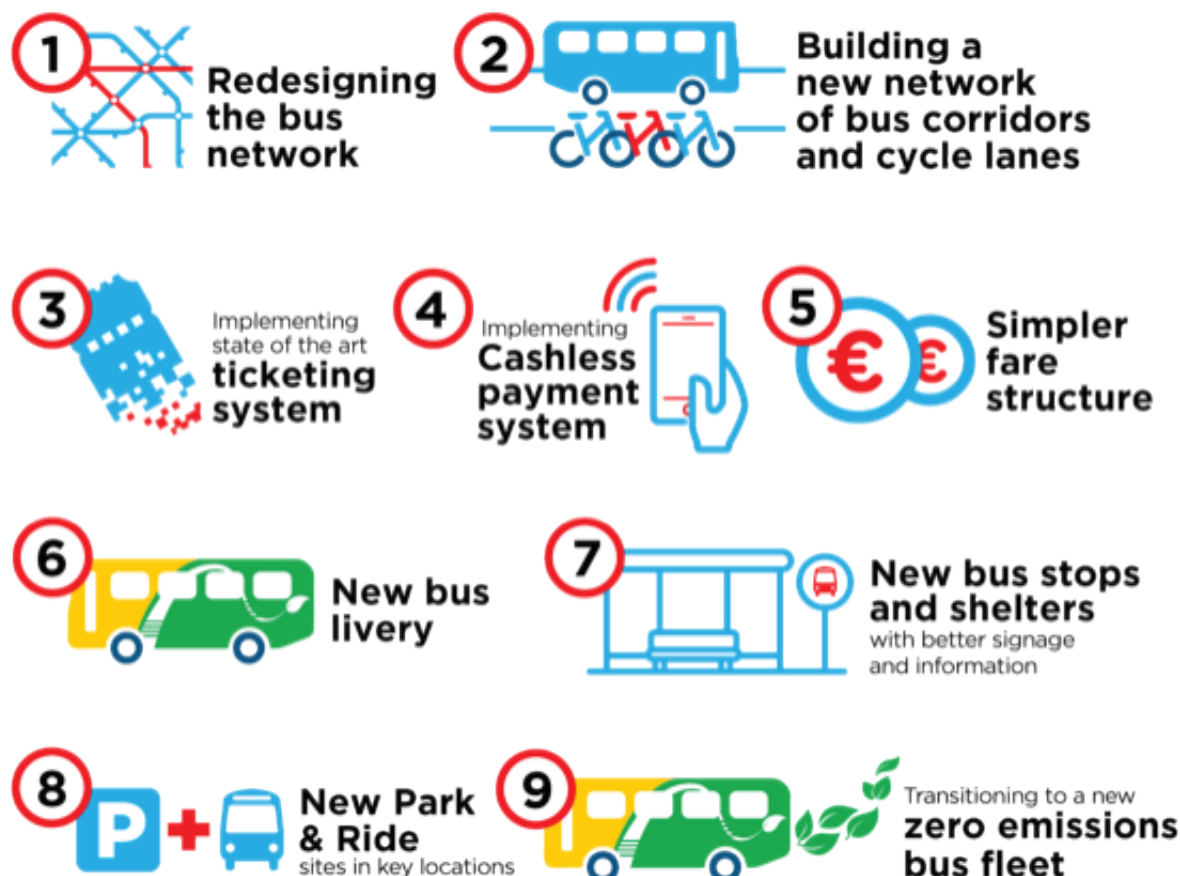 1
Redesigning
the bus
network
2
Building a
new network
of bus corridors
and cycle lanes
3
Implementing
state of the art
ticketing
system
4
Implementing
Cashless
payment
system
5
€ €
Simpler
fare
structure
6
New bus
livery
7
New bus stops
and shelters
with better signage
and information
8
P
New Park
& Ride
sites in key locations
9
Transitioning to a new
zero emissions
bus fleet